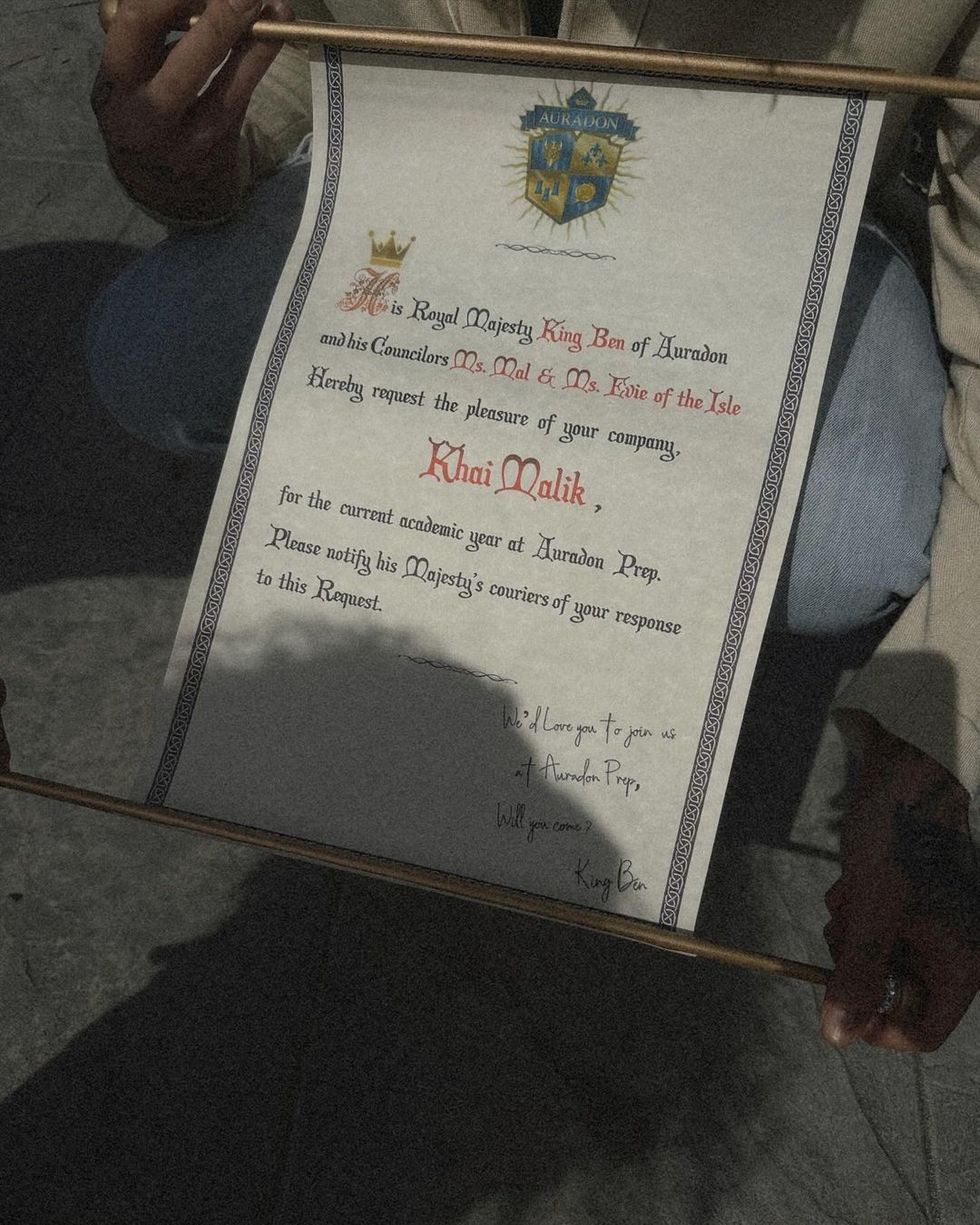 AURADON
His Royal Majesty King Ben of Auradon
and his Councilors Ms. Mal & Ms. Evie of the Isle
Hereby request the pleasure of your company,
Khai Malik,
for the current academic year at Auradon Prep.
Please notify his Majesty's couriers of your response
to this Request.
We'd Love you to join us
at Auradon Prep,
Will you come?
King Ben